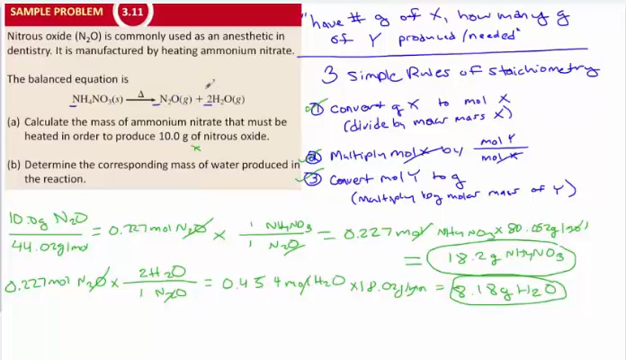 SAMPLE PROBLEM 3.11
Nitrous oxide (N₂O) is commonly used as an anesthetic in
dentistry. It is manufactured by heating ammonium nitrate.
The balanced equation is
NH₄NO₃(s) —Δ→ N₂O(g) + 2H₂O(g)
(a) Calculate the mass of ammonium nitrate that must be
heated in order to produce 10.0 g of nitrous oxide.
(b) Determine the corresponding mass of water produced in
the reaction.
"have # g of X, how many g
of Y produced/needed"
3 Simple Rules of stoichiometry
① Convert g X to mol X
(divide by molar mass X)
② Multiply mol X by mol Y / mol X
③ Convert mol Y to g
(multiply by molar mass of Y)
10.0g N₂O / 44.02g/mol = 0.227 mol N₂O × 1 NH₄NO₃ / 1 N₂O = 0.227 mol NH₄NO₃ × 80.052g/mol
= 18.2g NH₄NO₃
0.227 mol N₂O × 2H₂O / 1 N₂O = 0.454 mol H₂O × 18.02g/mol = 8.18g H₂O